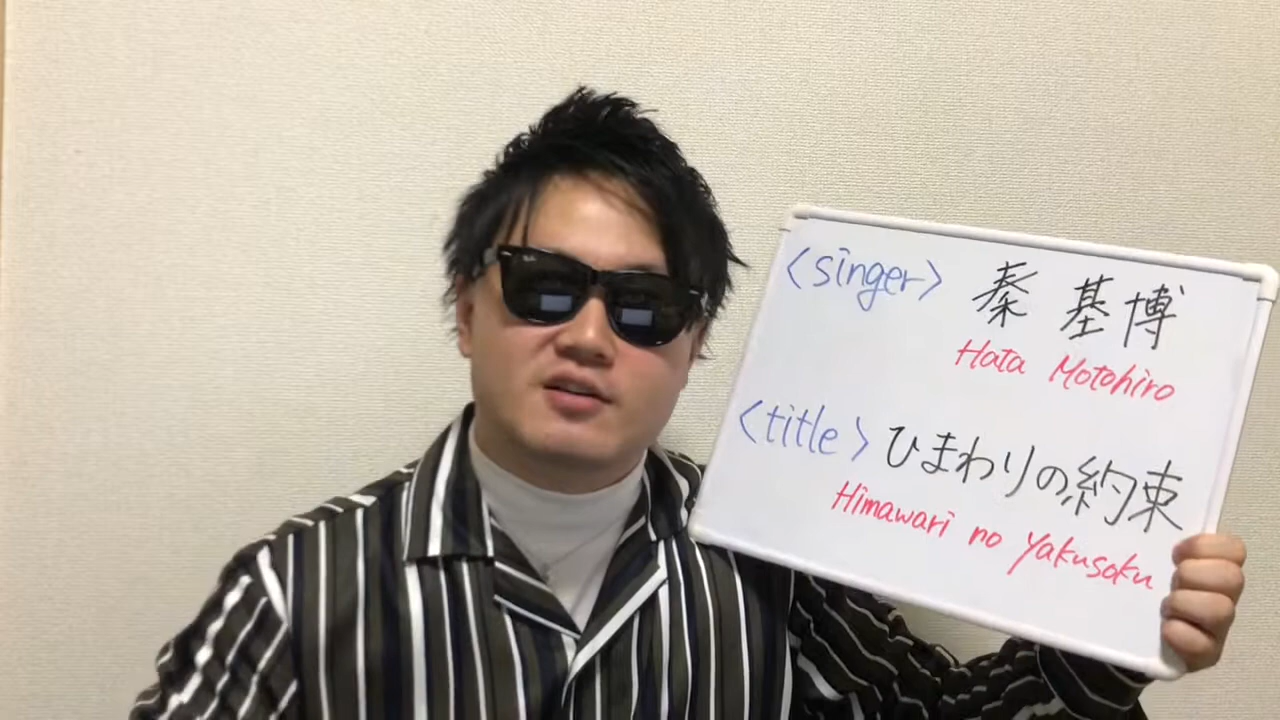 <singer> 秦 基博
Hata Motohiro
<title> ひまわりの約束
Himawari no Yakusoku